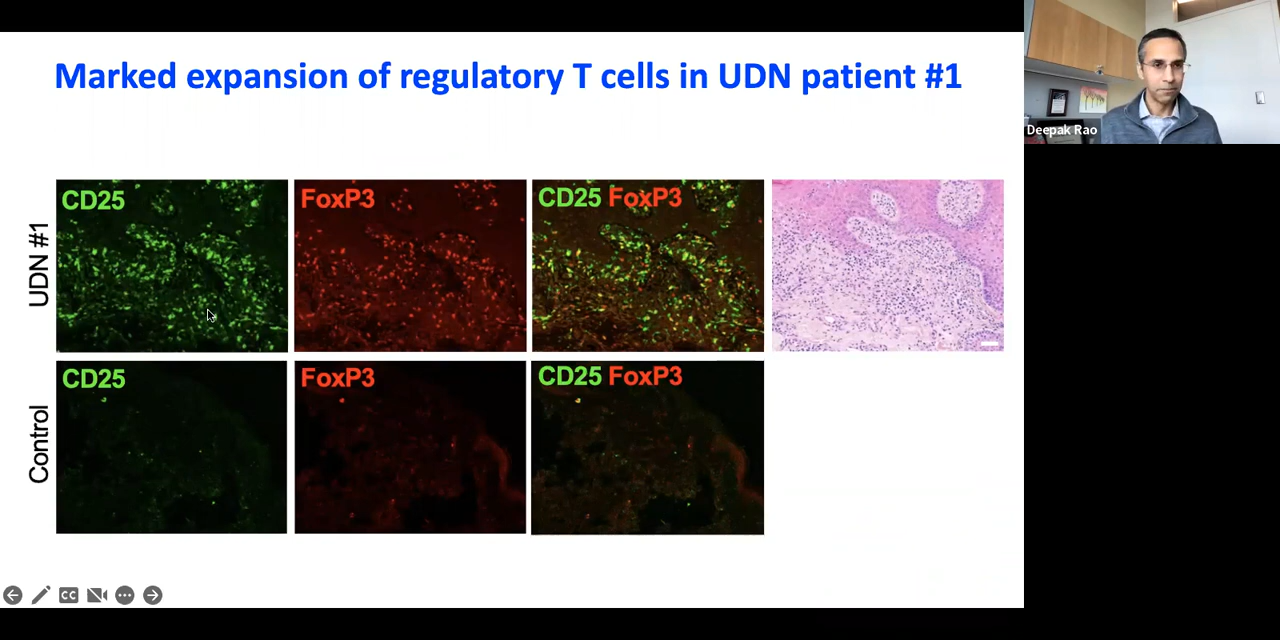 Marked expansion of regulatory T cells in UDN patient #1
Deepak Rao
UDN #1
CD25
FoxP3
CD25 FoxP3
Control
CD25
FoxP3
CD25 FoxP3
CC